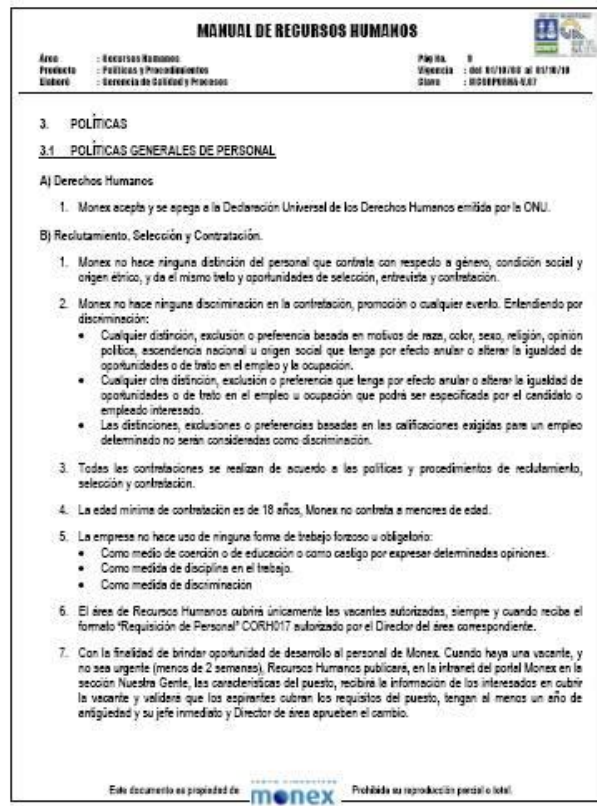 MANUAL DE RECURSOS HUMANOS
Área : Recursos Humanos
Pág No.
Producto : Políticas y Procedimientos
Vigencia : del
Elaboró : Gerencia de Calidad y Procesos
Clave :
3. POLÍTICAS
3.1 POLÍTICAS GENERALES DE PERSONAL
A) Derechos Humanos
1. Monex acepta y se apega a la Declaración Universal de los Derechos Humanos emitida por la ONU.
B) Reclutamiento, Selección y Contratación.
1. Monex no hace ninguna distinción del personal que contrata con respecto a género, condición social y
origen étnico, y da el mismo trato y oportunidades de selección, entrevista y contratación.
2. Monex no hace ninguna discriminación en la contratación, promoción o cualquier evento. Entendiendo por
discriminación:
• Cualquier distinción, exclusión o preferencia basada en motivos de raza, color, sexo, religión, opinión
política, ascendencia nacional u origen social que tenga por efecto anular o alterar la igualdad de
oportunidades o de trato en el empleo y la ocupación.
• Cualquier otra distinción, exclusión o preferencia que tenga por efecto anular o alterar la igualdad de
oportunidades o de trato en el empleo u ocupación que podrá ser especificada por el candidato o
empleado interesado.
• Las distinciones, exclusiones o preferencias basadas en las calificaciones exigidas para un empleo
determinado no serán consideradas como discriminación.
3. Todas las contrataciones se realizan de acuerdo a las políticas y procedimientos de reclutamiento,
selección y contratación.
4. La edad mínima de contratación es de 18 años, Monex no contrata a menores de edad.
5. La empresa no hace uso de ninguna forma de trabajo forzoso u obligatorio:
• Como medio de coerción o de educación o como castigo por expresar determinadas opiniones.
• Como medida de disciplina en el trabajo.
• Como medida de discriminación
6. El área de Recursos Humanos cubrirá únicamente las vacantes autorizadas, siempre y cuando reciba el
formato "Requisición de Personal" CORH017 autorizado por el Director del área correspondiente.
7. Con la finalidad de brindar oportunidad de desarrollo al personal de Monex. Cuando haya una vacante, y
no sea urgente (menos de 2 semanas), Recursos Humanos publicará, en la intranet del portal Monex en la
sección Nuestra Gente, las características del puesto, recibirá la información de los interesados en cubrir
la vacante y validará que los aspirantes cubran los requisitos del puesto, tengan al menos un año de
antigüedad y su jefe inmediato y Director de área aprueben el cambio.
Este documento es propiedad de monex Prohibida su reproducción parcial o total.